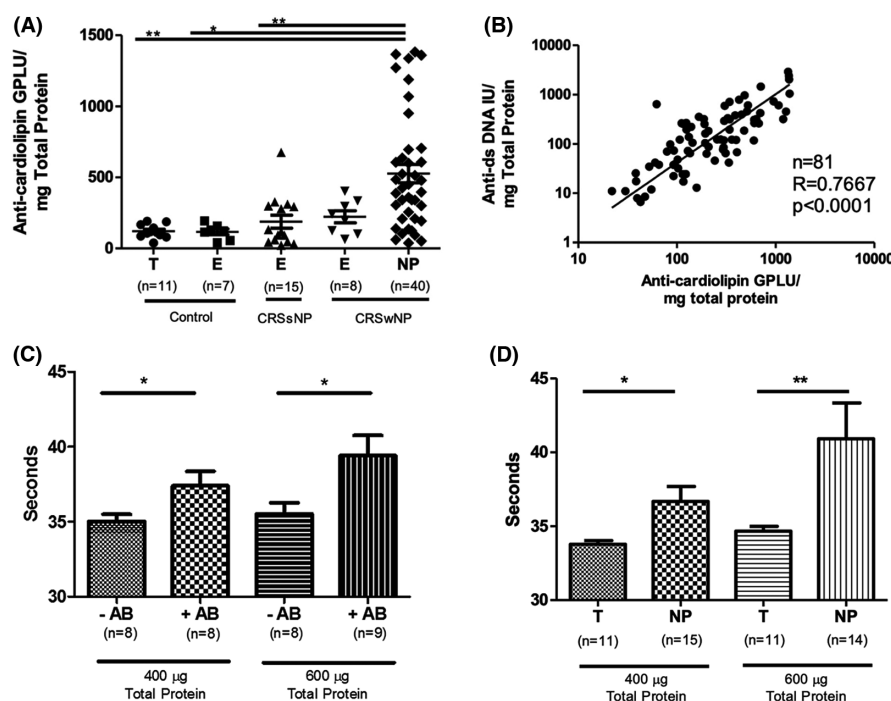 (A)
Anti-cardiolipin GPLU/
mg Total Protein
1500
1000
500
0
**
*
**
T
E
E
E
NP
(n=11)
(n=7)
(n=15)
(n=8)
(n=40)
Control
CRSsNP
CRSwNP
(B)
Anti-ds DNA IU/
mg Total Protein
10000
1000
100
10
1
n=81
R=0.7667
p<0.0001
10
100
1000
10000
Anti-cardiolipin GPLU/
mg total protein
(C)
Seconds
45
40
35
30
*
*
- AB
+ AB
- AB
+ AB
(n=8)
(n=8)
(n=8)
(n=9)
400 µg
Total Protein
600 µg
Total Protein
(D)
Seconds
45
40
35
30
*
**
T
NP
T
NP
(n=11)
(n=15)
(n=11)
(n=14)
400 µg
Total Protein
600 µg
Total Protein